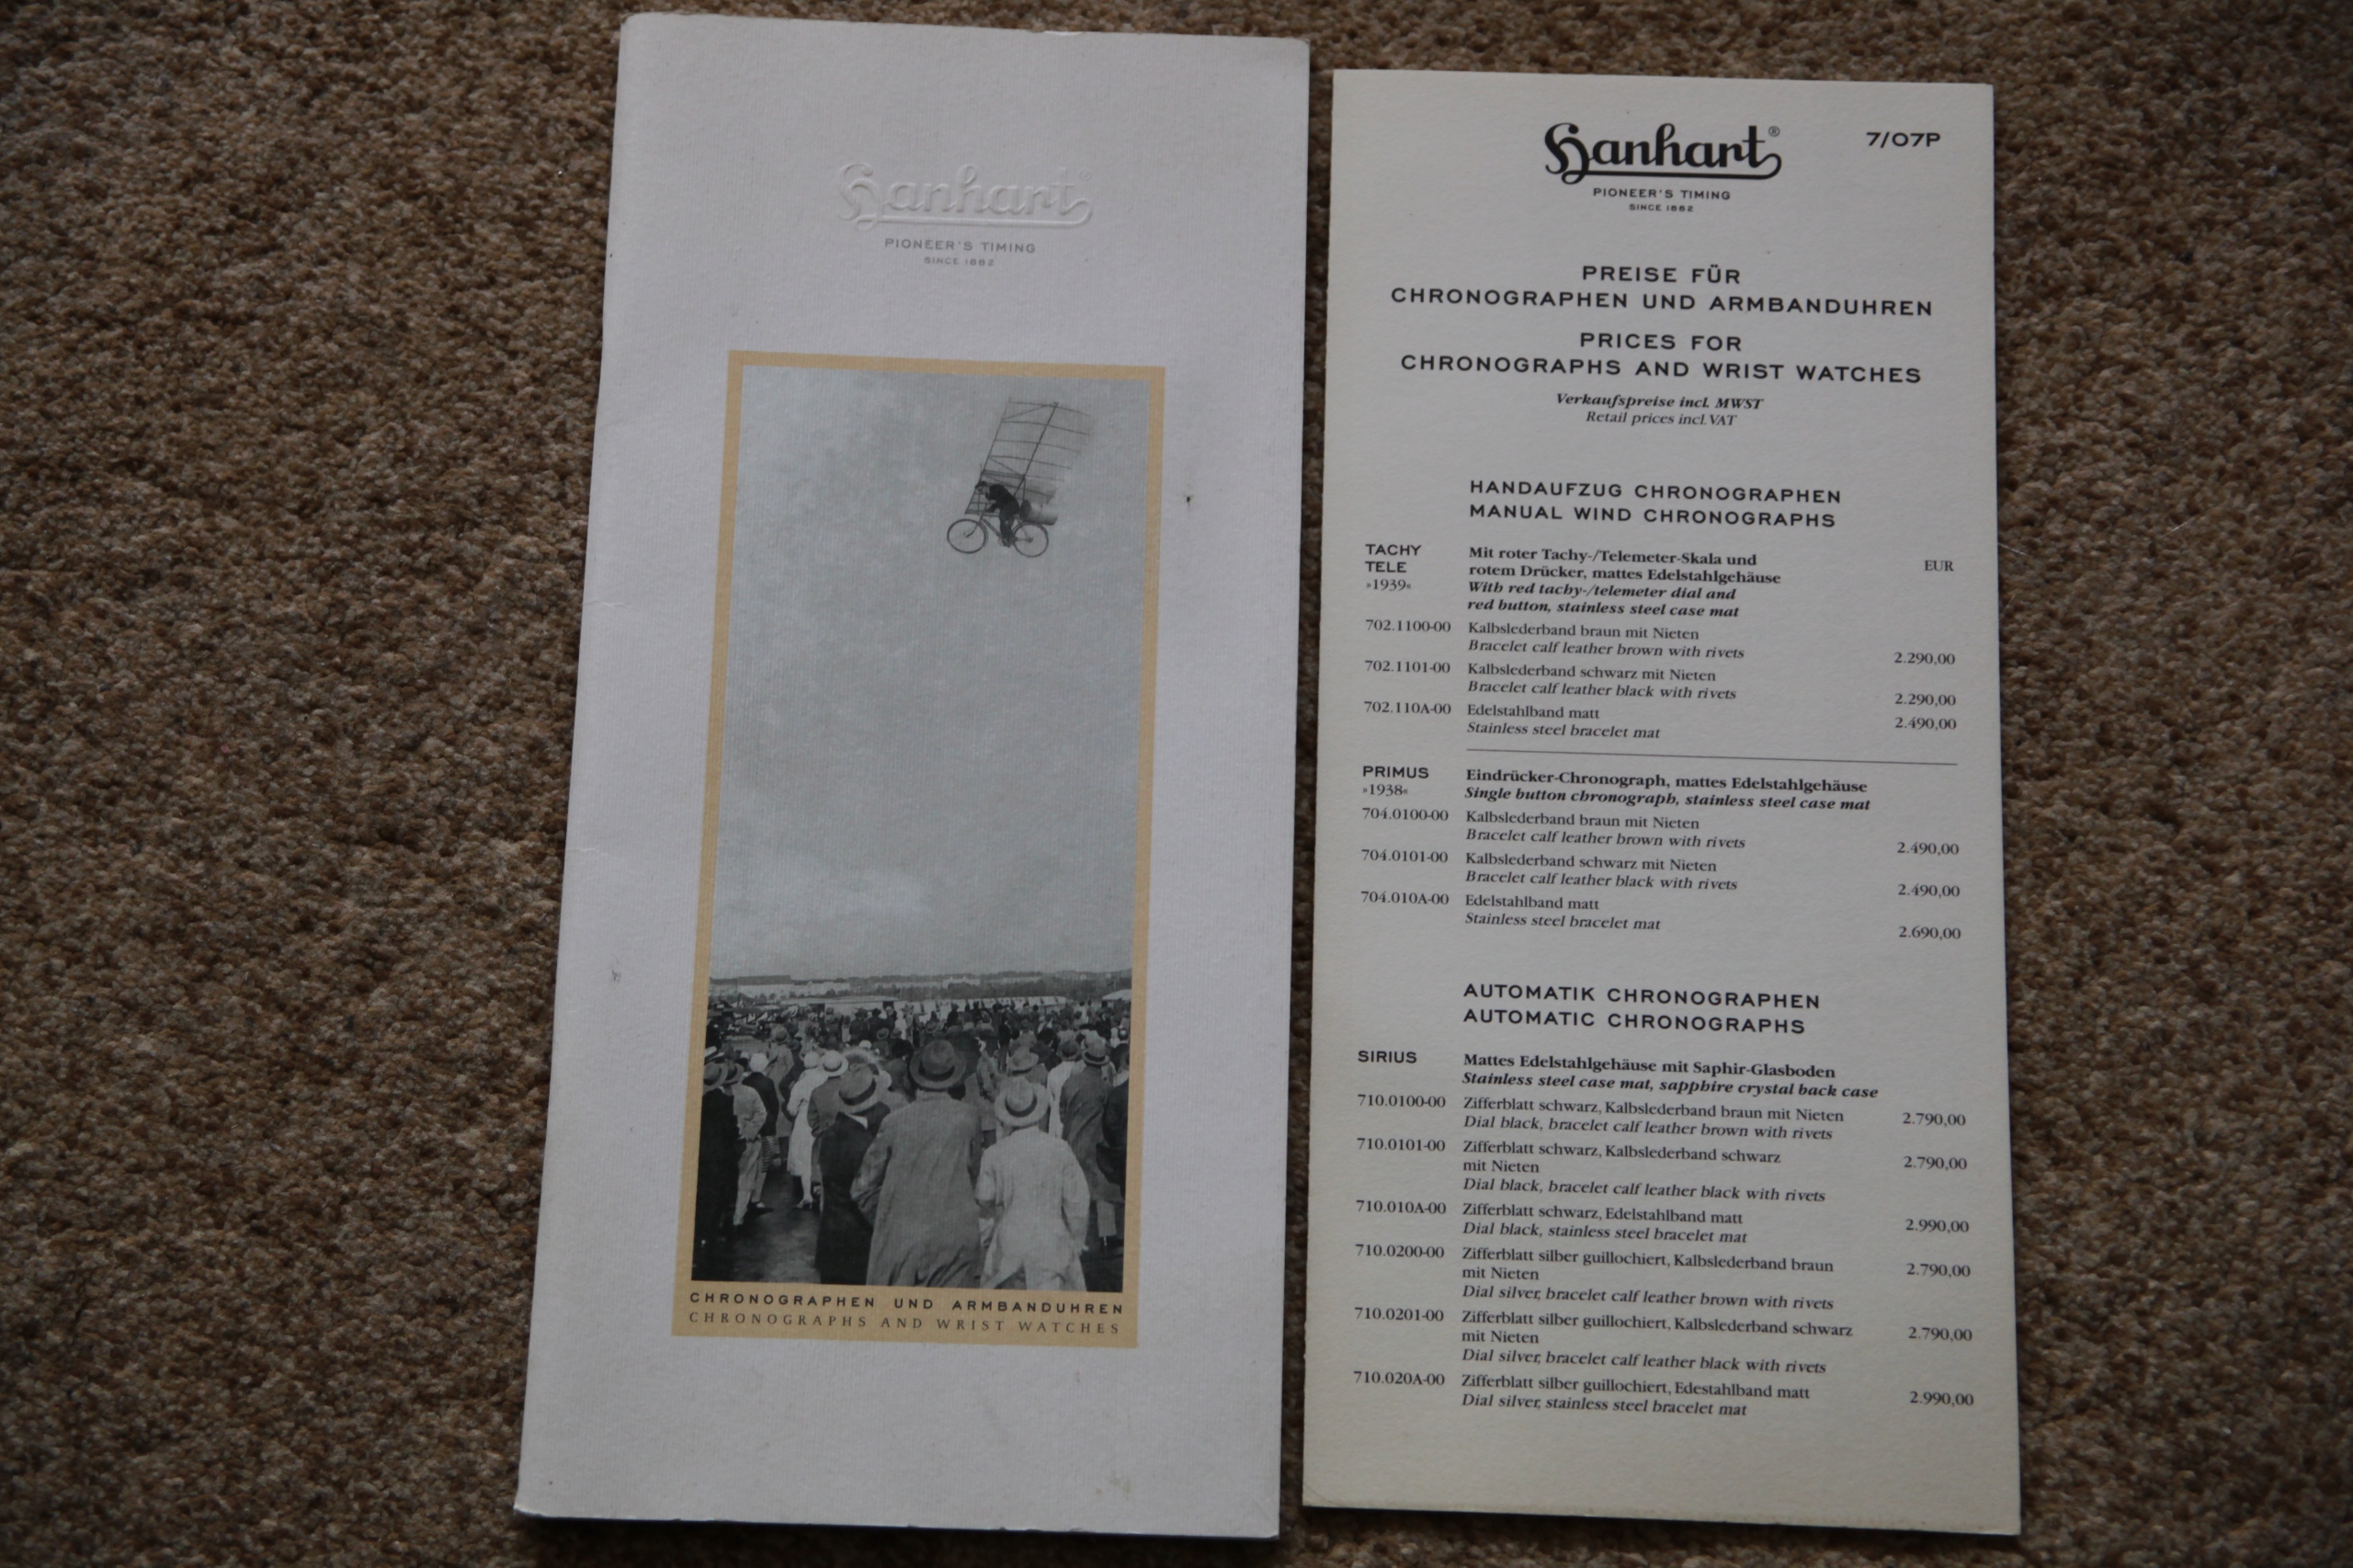 Hanhart®
PIONEER'S TIMING
SINCE 1882
CHRONOGRAPHEN UND ARMBANDUHREN
CHRONOGRAPHS AND WRIST WATCHES
Hanhart®
7/07P
PIONEER'S TIMING
SINCE 1882
PREISE FÜR
CHRONOGRAPHEN UND ARMBANDUHREN
PRICES FOR
CHRONOGRAPHS AND WRIST WATCHES
Verkaufspreise incl. MWST
Retail prices incl. VAT
HANDAUFZUG CHRONOGRAPHEN
MANUAL WIND CHRONOGRAPHS
TACHY Mit roter Tachy-/Telemeter-Skala und EUR
TELE rotem Drücker, mattes Edelstahlgehäuse
»1939« With red tachy-/telemeter dial and
red button, stainless steel case mat
702.1100-00 Kalbslederband braun mit Nieten
Bracelet calf leather brown with rivets 2.290,00
702.1101-00 Kalbslederband schwarz mit Nieten
Bracelet calf leather black with rivets 2.290,00
702.110A-00 Edelstahlband matt 2.490,00
Stainless steel bracelet mat
PRIMUS Eindrücker-Chronograph, mattes Edelstahlgehäuse
»1938« Single button chronograph, stainless steel case mat
704.0100-00 Kalbslederband braun mit Nieten
Bracelet calf leather brown with rivets 2.490,00
704.0101-00 Kalbslederband schwarz mit Nieten
Bracelet calf leather black with rivets 2.490,00
704.010A-00 Edelstahlband matt
Stainless steel bracelet mat 2.690,00
AUTOMATIK CHRONOGRAPHEN
AUTOMATIC CHRONOGRAPHS
SIRIUS Mattes Edelstahlgehäuse mit Saphir-Glasboden
Stainless steel case mat, sapphire crystal back case
710.0100-00 Zifferblatt schwarz, Kalbslederband braun mit Nieten 2.790,00
Dial black, bracelet calf leather brown with rivets
710.0101-00 Zifferblatt schwarz, Kalbslederband schwarz 2.790,00
mit Nieten
Dial black, bracelet calf leather black with rivets
710.010A-00 Zifferblatt schwarz, Edelstahlband matt 2.990,00
Dial black, stainless steel bracelet mat
710.0200-00 Zifferblatt silber guillochiert, Kalbslederband braun 2.790,00
mit Nieten
Dial silver, bracelet calf leather brown with rivets
710.0201-00 Zifferblatt silber guillochiert, Kalbslederband schwarz 2.790,00
mit Nieten
Dial silver, bracelet calf leather black with rivets
710.020A-00 Zifferblatt silber guillochiert, Edestahlband matt 2.990,00
Dial silver, stainless steel bracelet mat